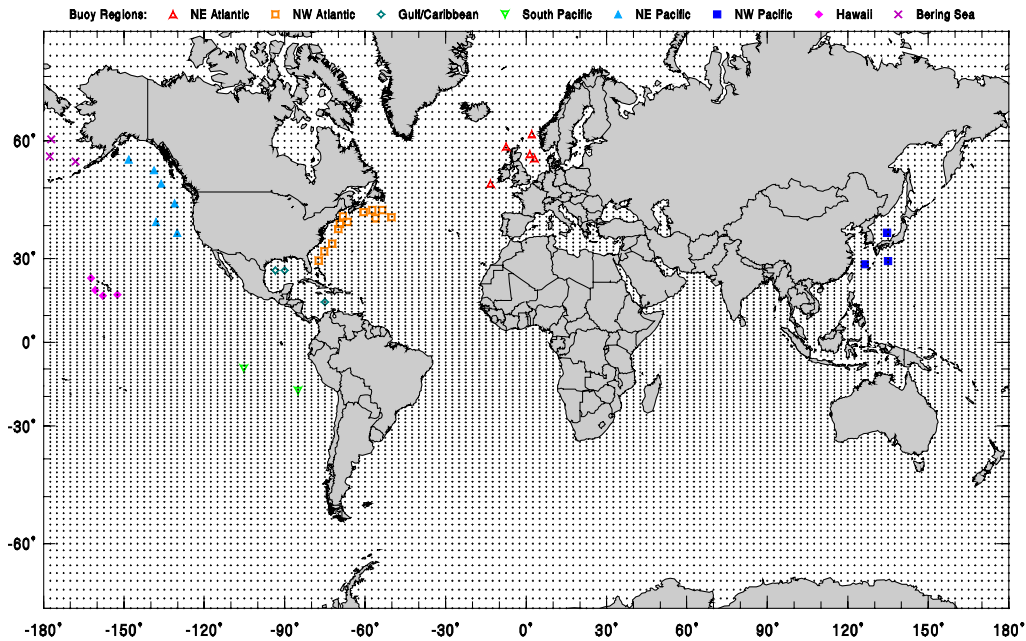 Buoy Regions: NE Atlantic NW Atlantic Gulf/Caribbean South Pacific NE Pacific NW Pacific Hawaii Bering Sea
60°
30°
0°
-30°
-60°
-180° -150° -120° -90° -60° -30° 0° 30° 60° 90° 120° 150° 180°